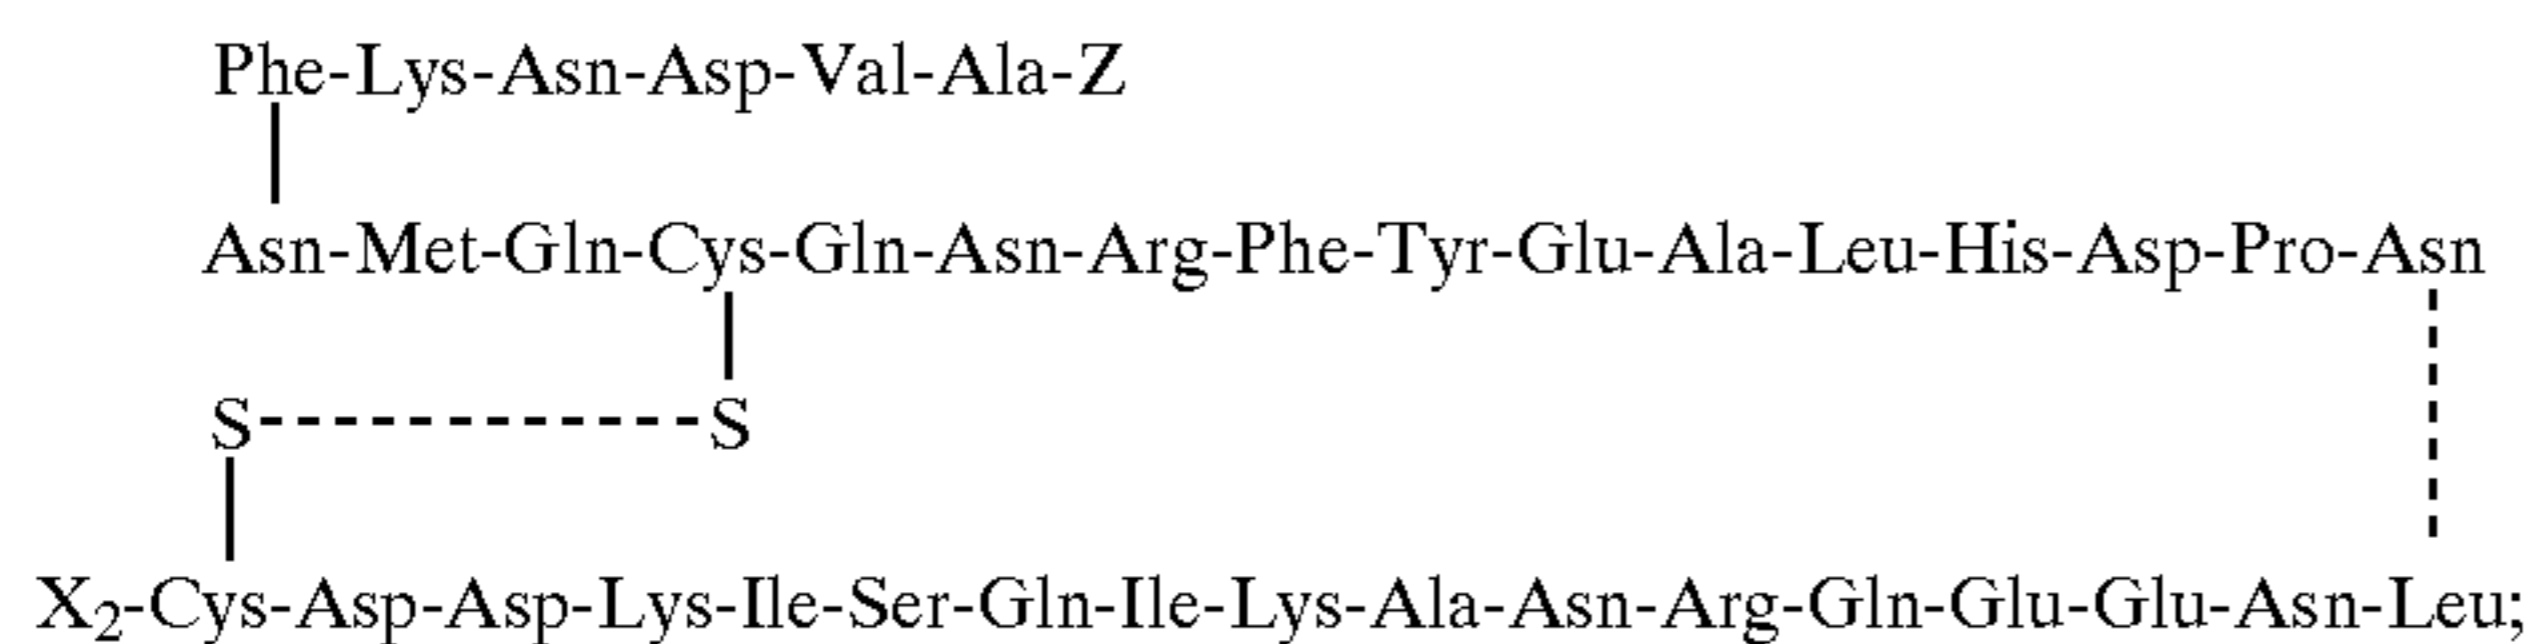 Phe-Lys-Asn-Asp-Val-Ala-Z
Asn-Met-Gln-Cys-Gln-Asn-Arg-Phe-Tyr-Glu-Ala-Leu-His-Asp-Pro-Asn
S------------S
X₂-Cys-Asp-Asp-Lys-Ile-Ser-Gln-Ile-Lys-Ala-Asn-Arg-Gln-Glu-Glu-Asn-Leu;